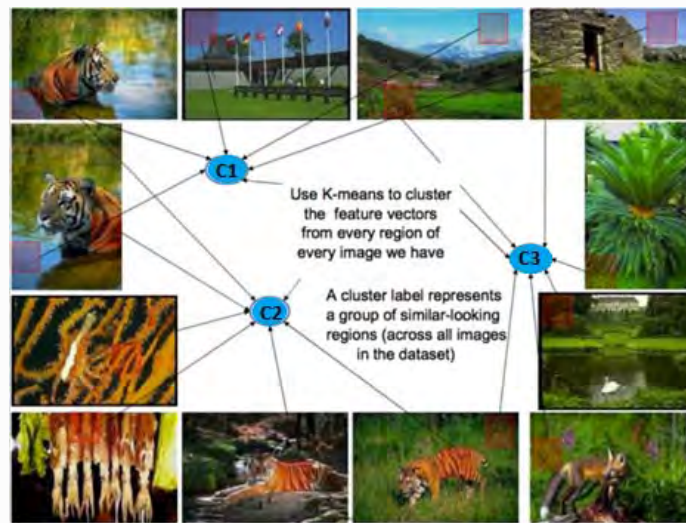 C1
Use K-means to cluster
the feature vectors
from every region of
every image we have
C3
A cluster label represents
a group of similar-looking
regions (across all images
in the dataset)
C2